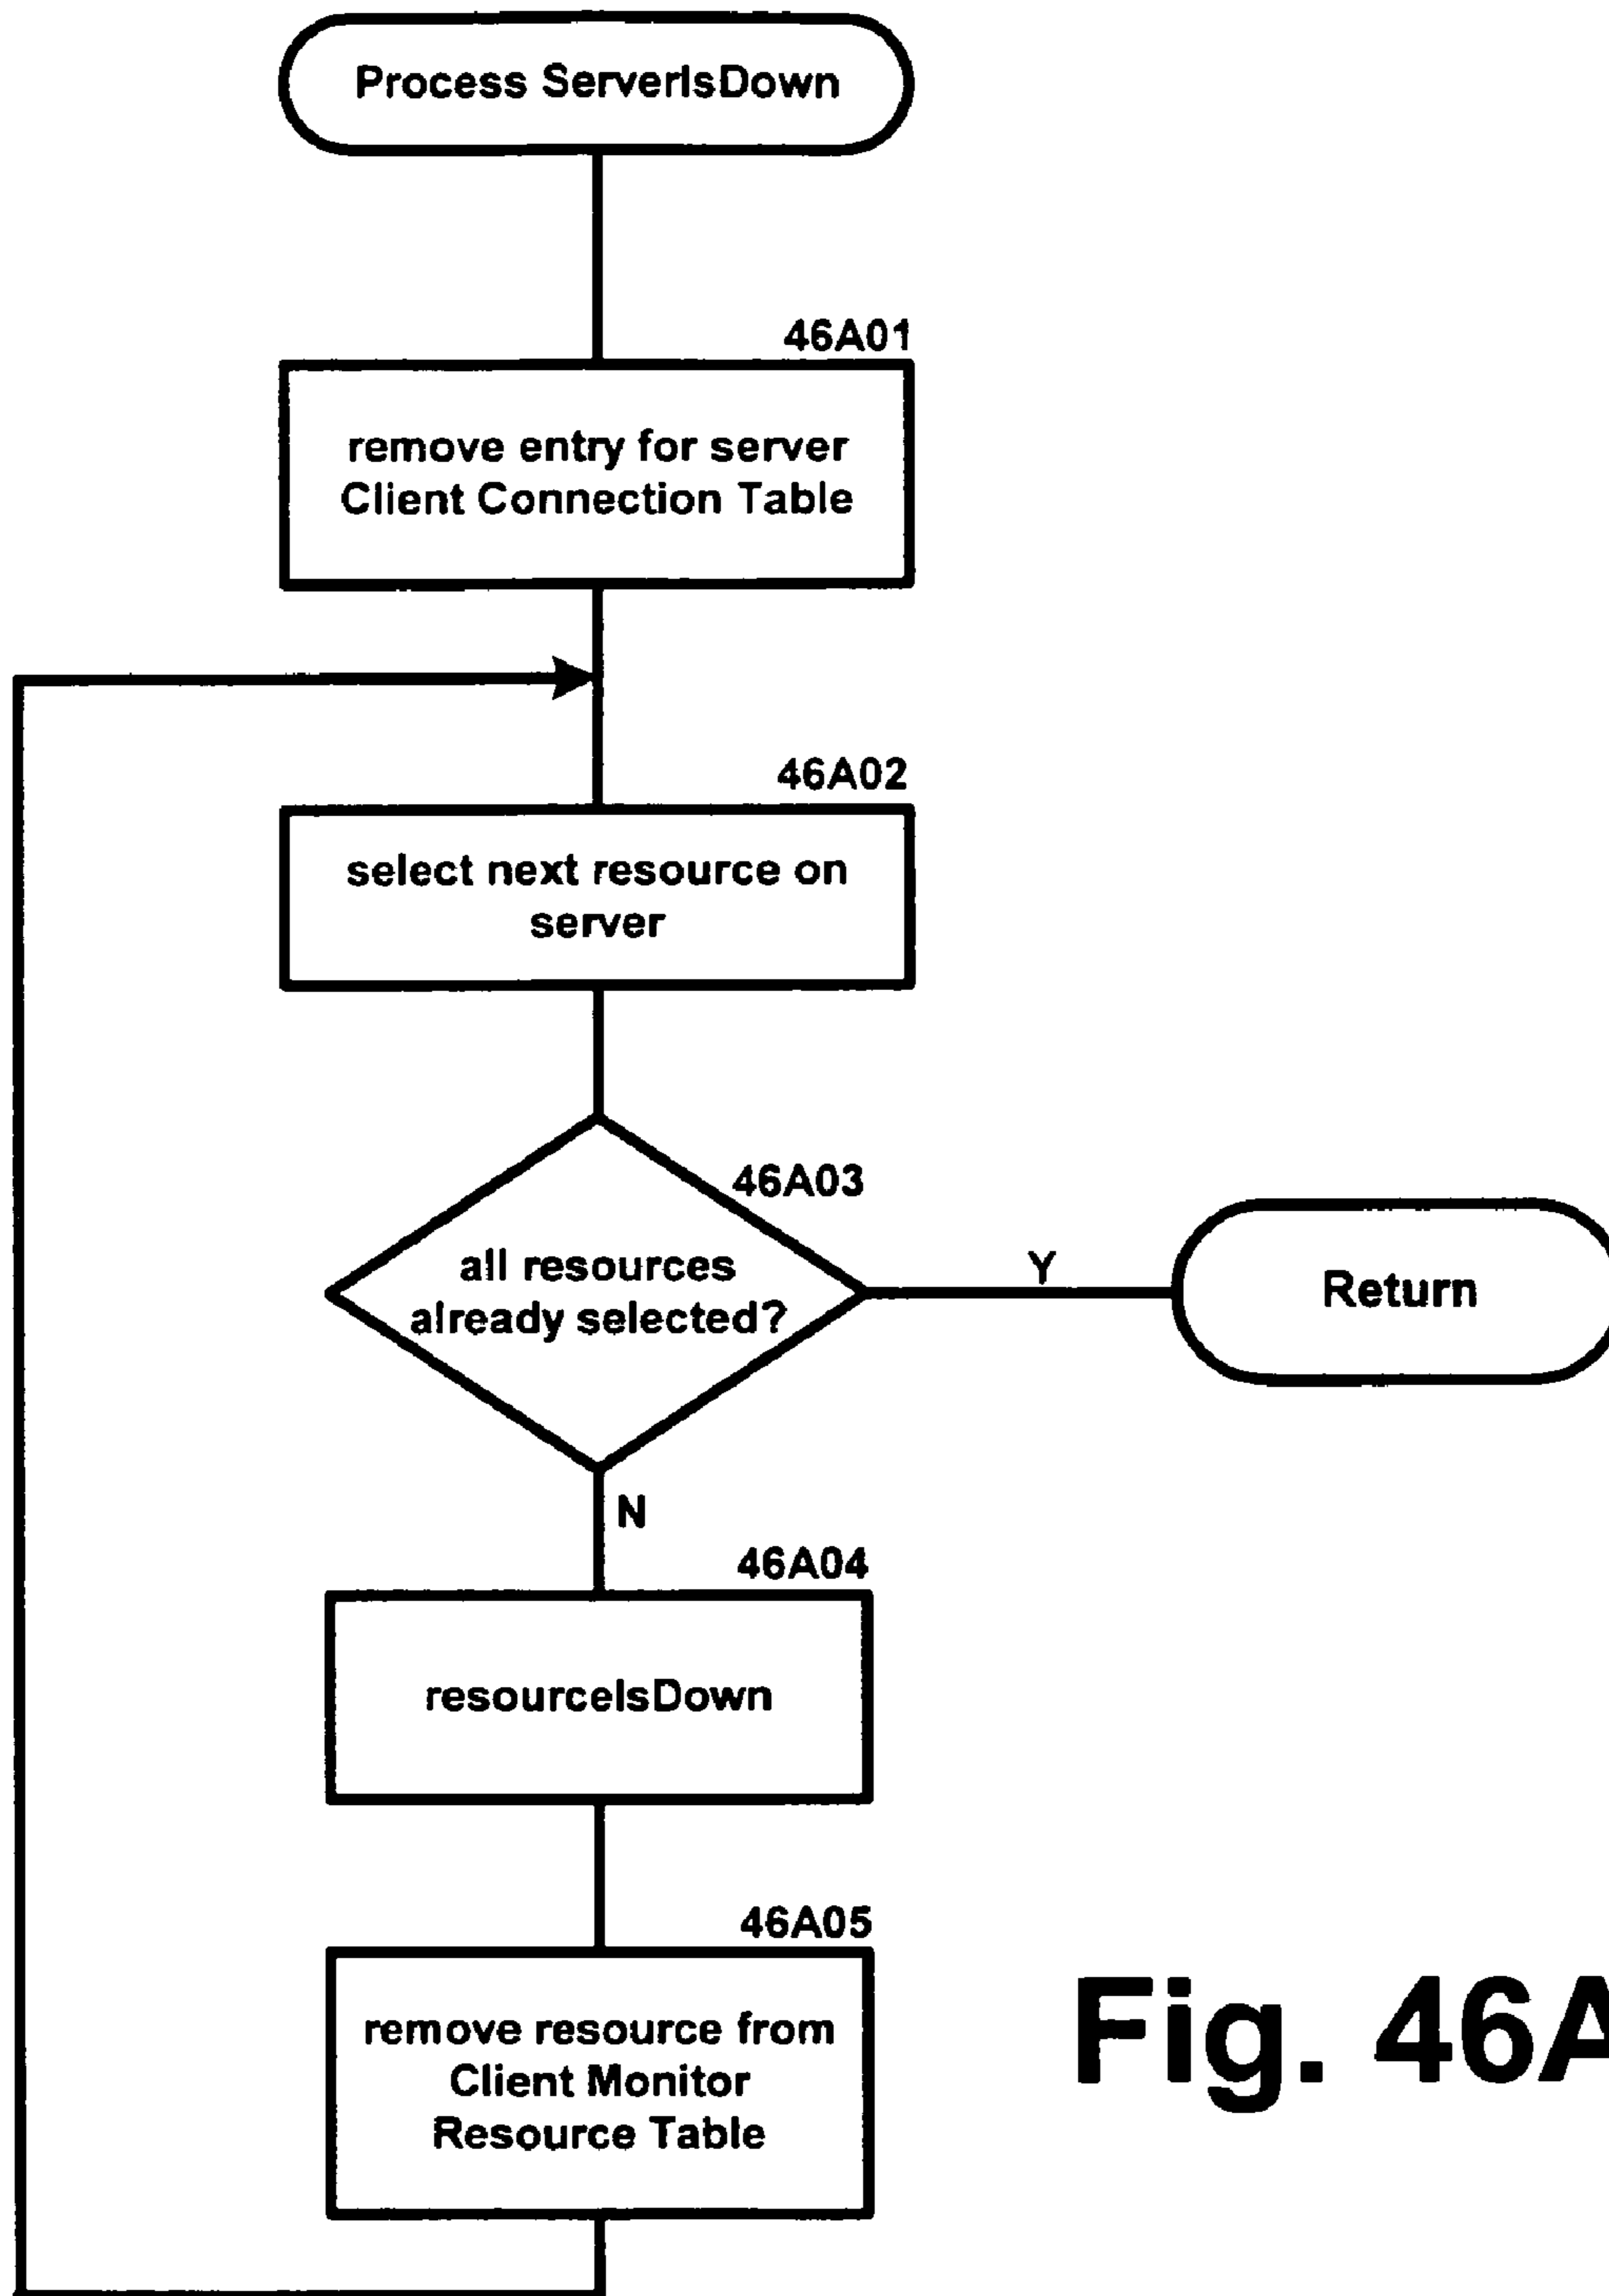 Process ServerIsDown
46A01
remove entry for server
Client Connection Table
46A02
select next resource on
server
46A03
all resources
already selected?
Y
Return
N
46A04
resourceIsDown
46A05
remove resource from
Client Monitor
Resource Table
Fig. 46A